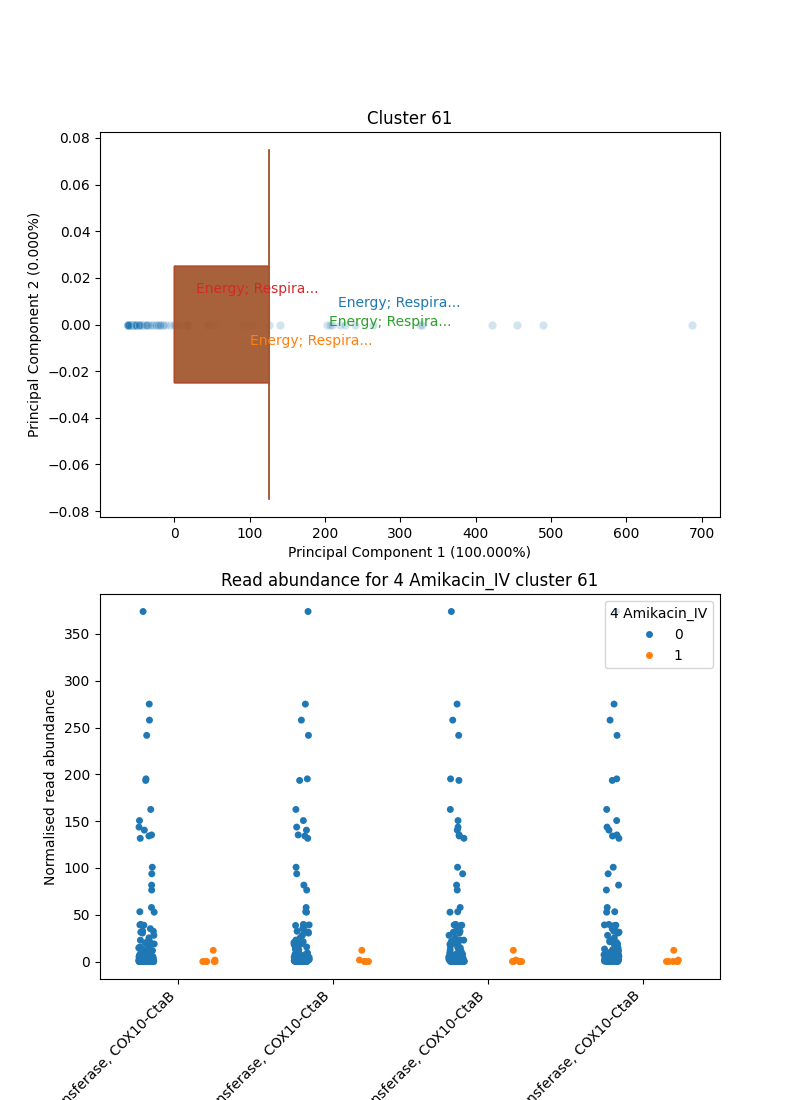 Cluster 61
0.08
0.06
0.04
0.02
0.00
−0.02
−0.04
−0.06
−0.08
Principal Component 2 (0.000%)
Energy; Respira...
Energy; Respira...
Energy; Respira...
Energy; Respira...
0 100 200 300 400 500 600 700
Principal Component 1 (100.000%)
Read abundance for 4 Amikacin_IV cluster 61
4 Amikacin_IV
0
1
350
300
250
200
150
100
50
0
Normalised read abundance
nsferase, COX10-CtaB
nsferase, COX10-CtaB
nsferase, COX10-CtaB
nsferase, COX10-CtaB